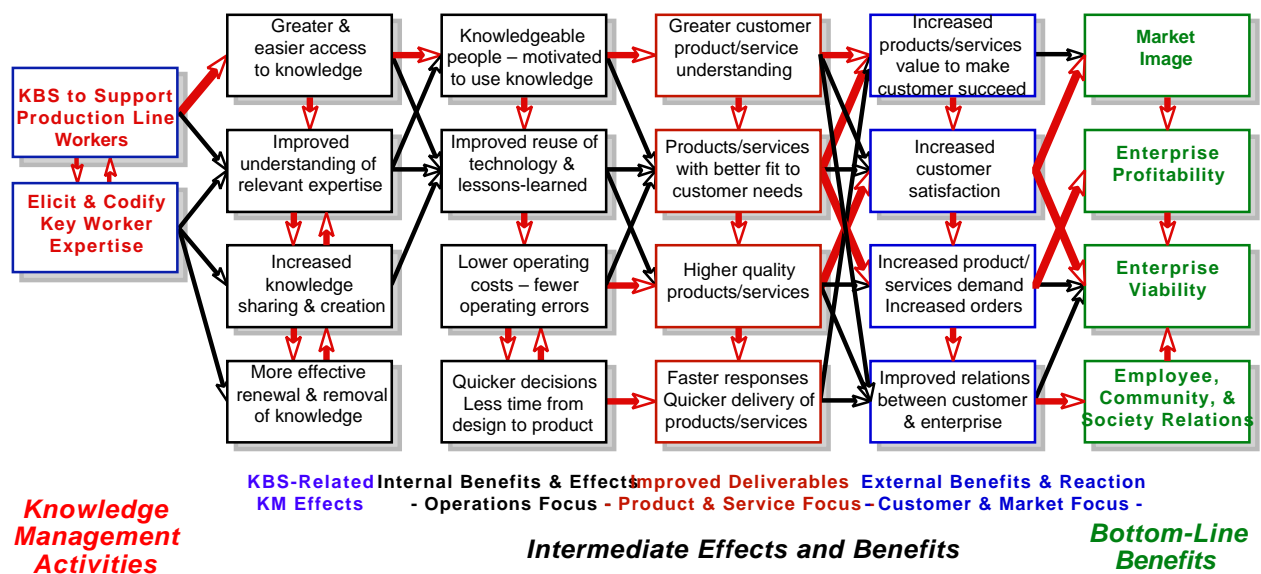 KBS to Support
Production Line
Workers
Elicit & Codify
Key Worker
Expertise
Greater &
easier access
to knowledge
Improved
understanding of
relevant expertise
Increased
knowledge
sharing & creation
More effective
renewal & removal
of knowledge
Knowledgeable
people – motivated
to use knowledge
Improved reuse of
technology &
lessons-learned
Lower operating
costs – fewer
operating errors
Quicker decisions
Less time from
design to product
Greater customer
product/service
understanding
Products/services
with better fit to
customer needs
Higher quality
products/services
Faster responses
Quicker delivery of
products/services
Increased
products/services
value to make
customer succeed
Increased
customer
satisfaction
Increased product/
services demand
Increased orders
Improved relations
between customer
& enterprise
Market
Image
Enterprise
Profitability
Enterprise
Viability
Employee,
Community, &
Society Relations
KBS-Related
KM Effects
Internal Benefits & Effects
- Operations Focus -
Improved Deliverables
- Product & Service Focus -
External Benefits & Reaction
- Customer & Market Focus -
Knowledge
Management
Activities
Intermediate Effects and Benefits
Bottom-Line
Benefits